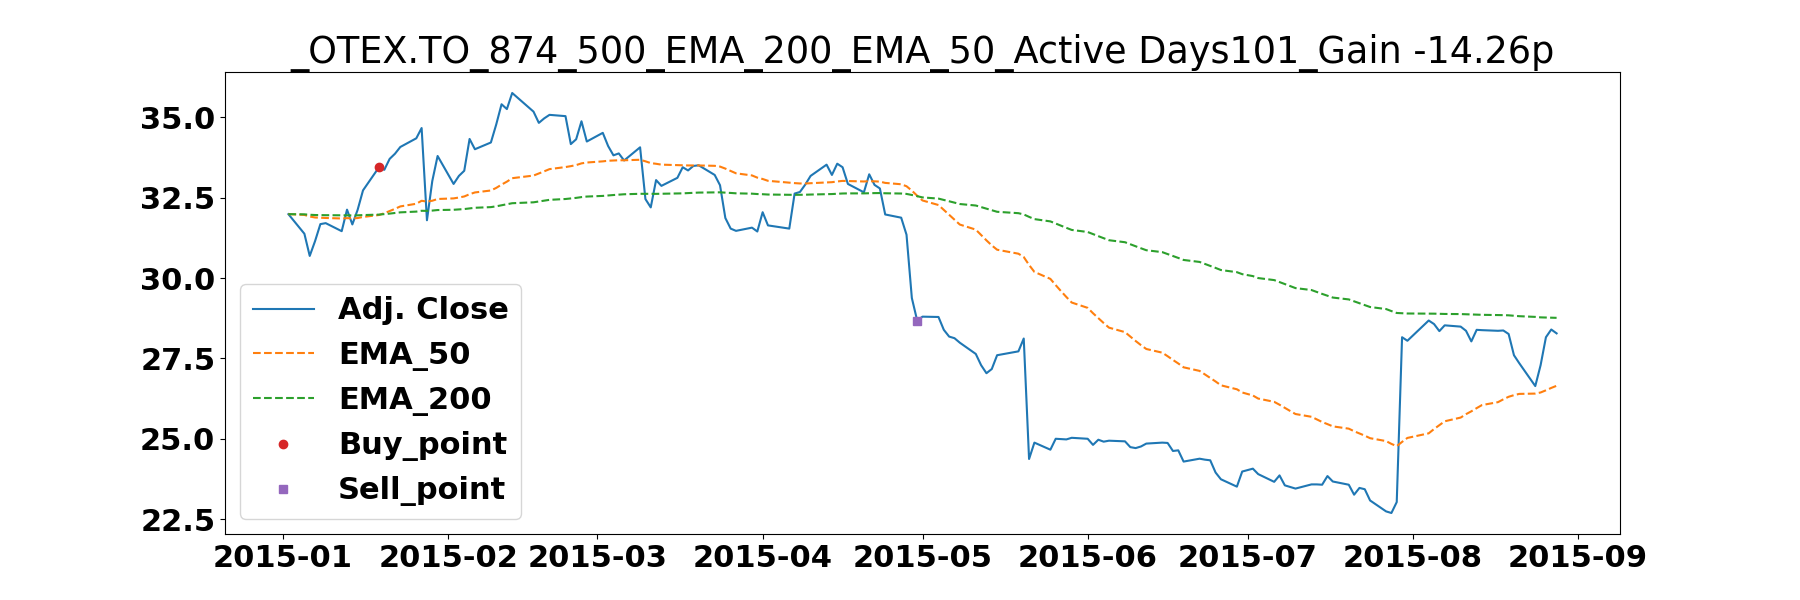 _OTEX.TO_874_500_EMA_200_EMA_50_Active Days101_Gain -14.26p
35.0
32.5
30.0
27.5
25.0
22.5
Adj. Close
EMA_50
EMA_200
Buy_point
Sell_point
2015-01 2015-02 2015-03 2015-04 2015-05 2015-06 2015-07 2015-08 2015-09